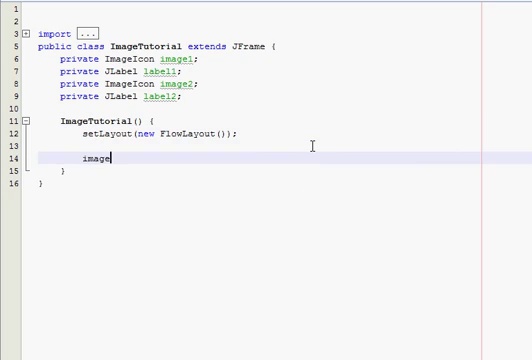 1
2
3 import ...
5 public class ImageTutorial extends JFrame {
6 private ImageIcon image1;
7 private JLabel label1;
8 private ImageIcon image2;
9 private JLabel label2;
10
11 ImageTutorial() {
12 setLayout(new FlowLayout());
13
14 image
15 }
16 }